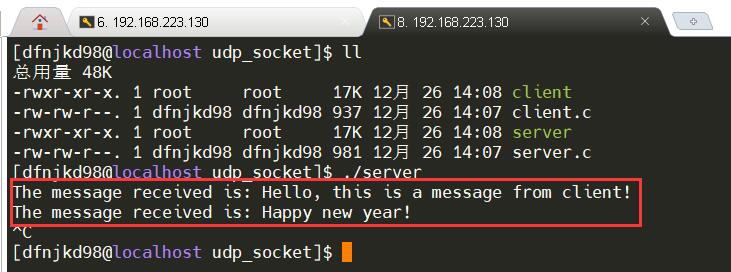 6. 192.168.223.130
8. 192.168.223.130
[dfnjkd98@localhost udp_socket]$ ll
总用量 48K
-rwxr-xr-x. 1 root     root      17K 12月  26 14:08 client
-rw-rw-r--. 1 dfnjkd98 dfnjkd98 937 12月  26 14:07 client.c
-rwxr-xr-x. 1 root     root      17K 12月  26 14:08 server
-rw-rw-r--. 1 dfnjkd98 dfnjkd98 981 12月  26 14:07 server.c
[dfnjkd98@localhost udp_socket]$ ./server
The message received is: Hello, this is a message from client!
The message received is: Happy new year!
^C
[dfnjkd98@localhost udp_socket]$